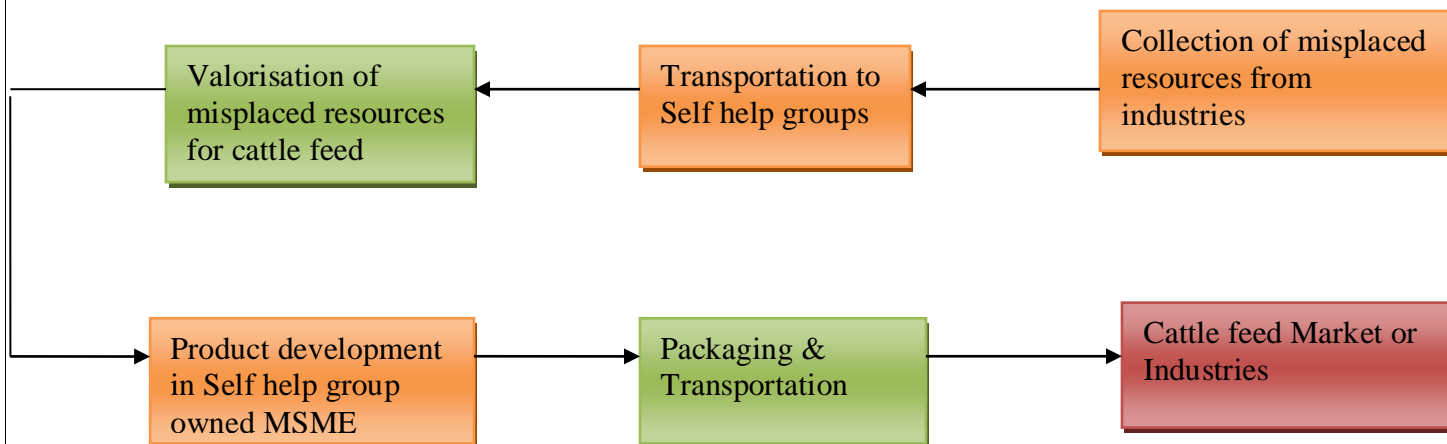 Collection of misplaced
resources from
industries
Transportation to
Self help groups
Valorisation of
misplaced resources
for cattle feed
Product development
in Self help group
owned MSME
Packaging &
Transportation
Cattle feed Market or
Industries